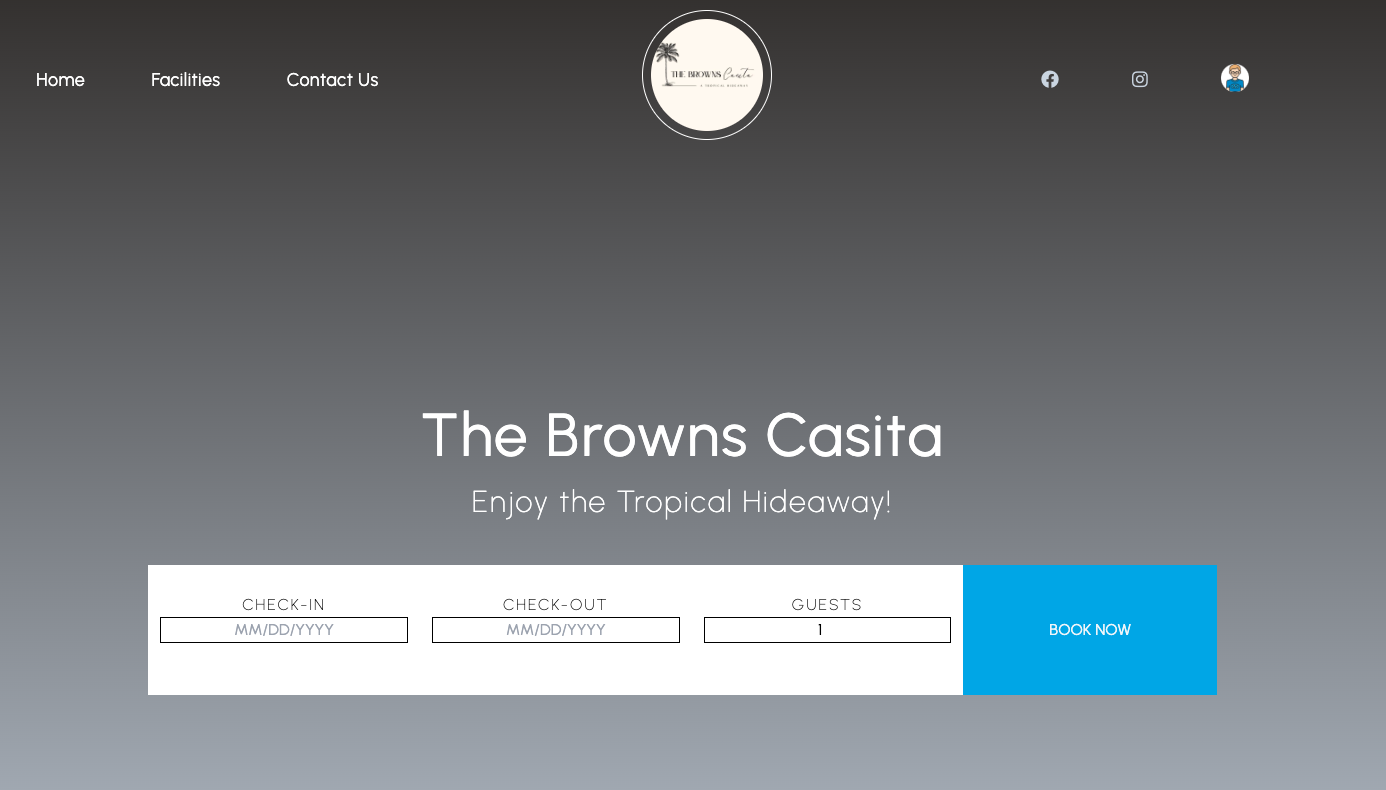 Home
Facilities
Contact Us
THE BROWNS Casita
A TROPICAL HIDEAWAY
The Browns Casita
Enjoy the Tropical Hideaway!
CHECK-IN
CHECK-OUT
GUESTS
MM/DD/YYYY
MM/DD/YYYY
1
BOOK NOW